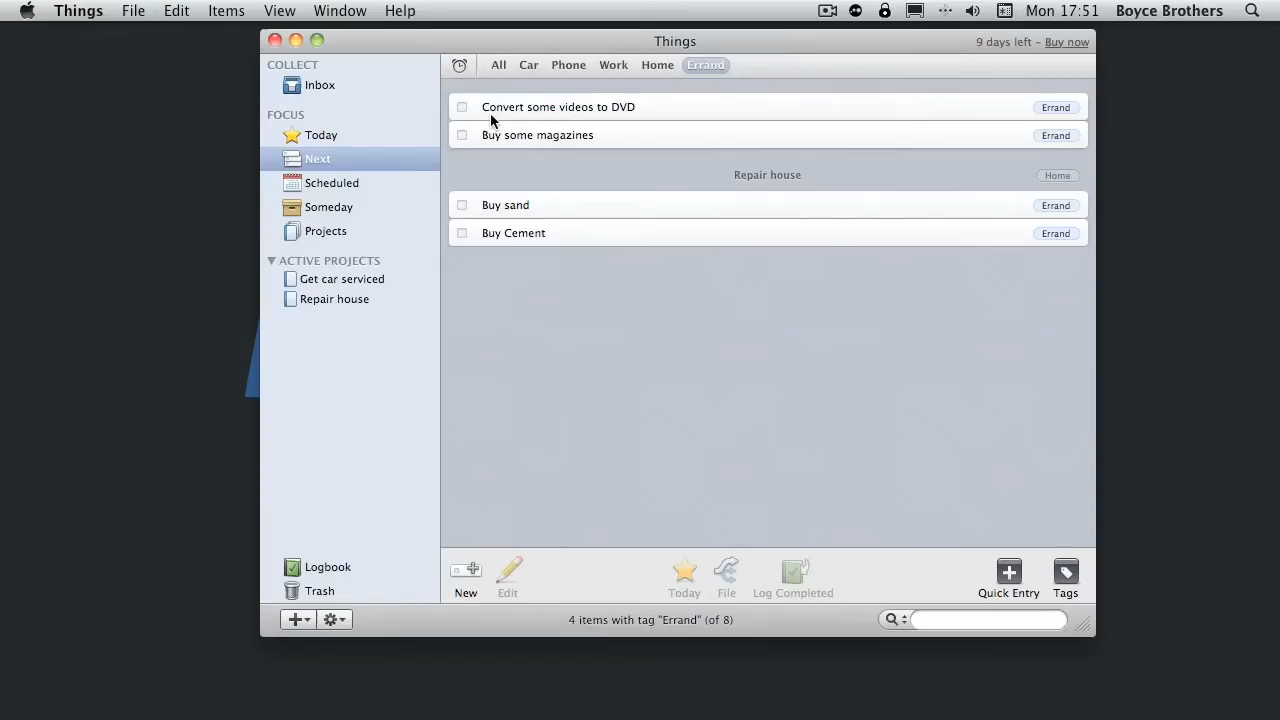 Things File Edit Items View Window Help Mon 17:51 Boyce Brothers
Things 9 days left – Buy now
COLLECT
Inbox
FOCUS
Today
Next
Scheduled
Someday
Projects
ACTIVE PROJECTS
Get car serviced
Repair house
Logbook
Trash
All Car Phone Work Home Errand
Convert some videos to DVD Errand
Buy some magazines Errand
Repair house Home
Buy sand Errand
Buy Cement Errand
New Edit Today File Log Completed Quick Entry Tags
4 items with tag "Errand" (of 8)